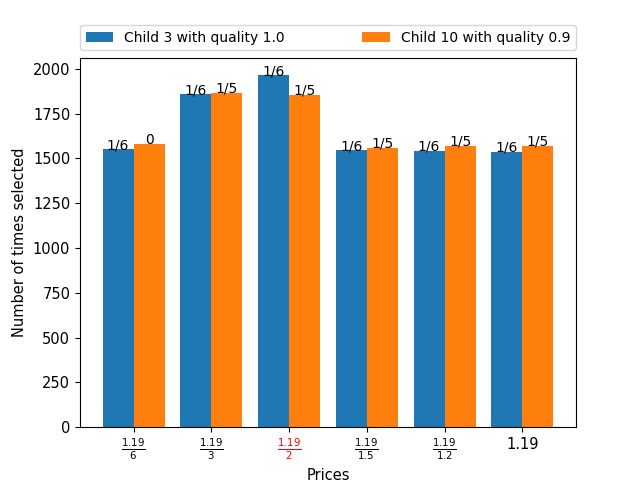 Child 3 with quality 1.0 Child 10 with quality 0.9
2000
1750
1500
1250
1000
750
500
250
0
Number of times selected
1/6 0 1/6 1/5 1/6 1/5 1/6 1/5 1/6 1/5 1/6 1/5
1.19/6 1.19/3 1.19/2 1.19/1.5 1.19/1.2 1.19
Prices